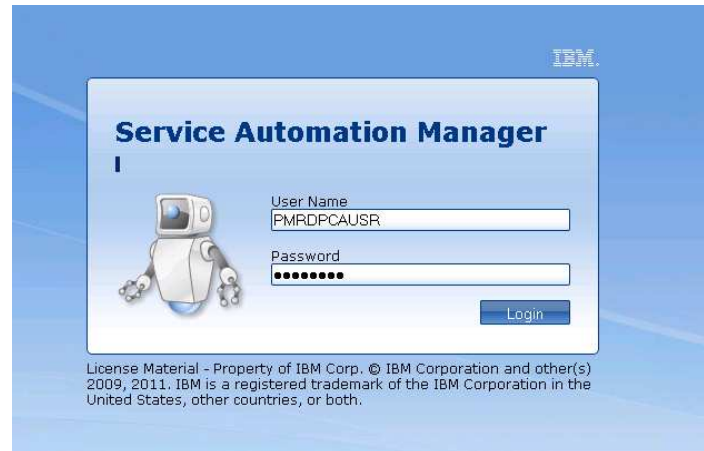 IBM.
Service Automation Manager
User Name
PMRDPCAUSR
Password
••••••••
Login
License Material - Property of IBM Corp. © IBM Corporation and other(s)
2009, 2011. IBM is a registered trademark of the IBM Corporation in the
United States, other countries, or both.